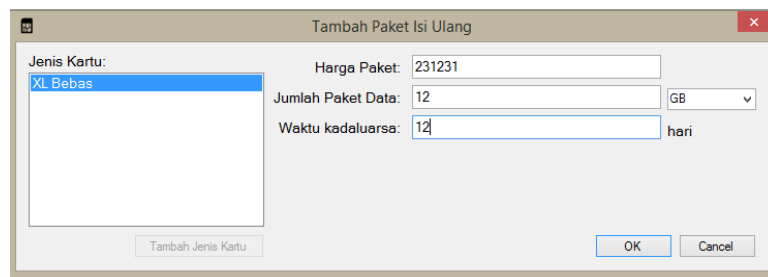 Tambah Paket Isi Ulang
Jenis Kartu:
XL Bebas
Tambah Jenis Kartu
Harga Paket: 231231
Jumlah Paket Data: 12 GB
Waktu kadaluarsa: 12 hari
OK Cancel